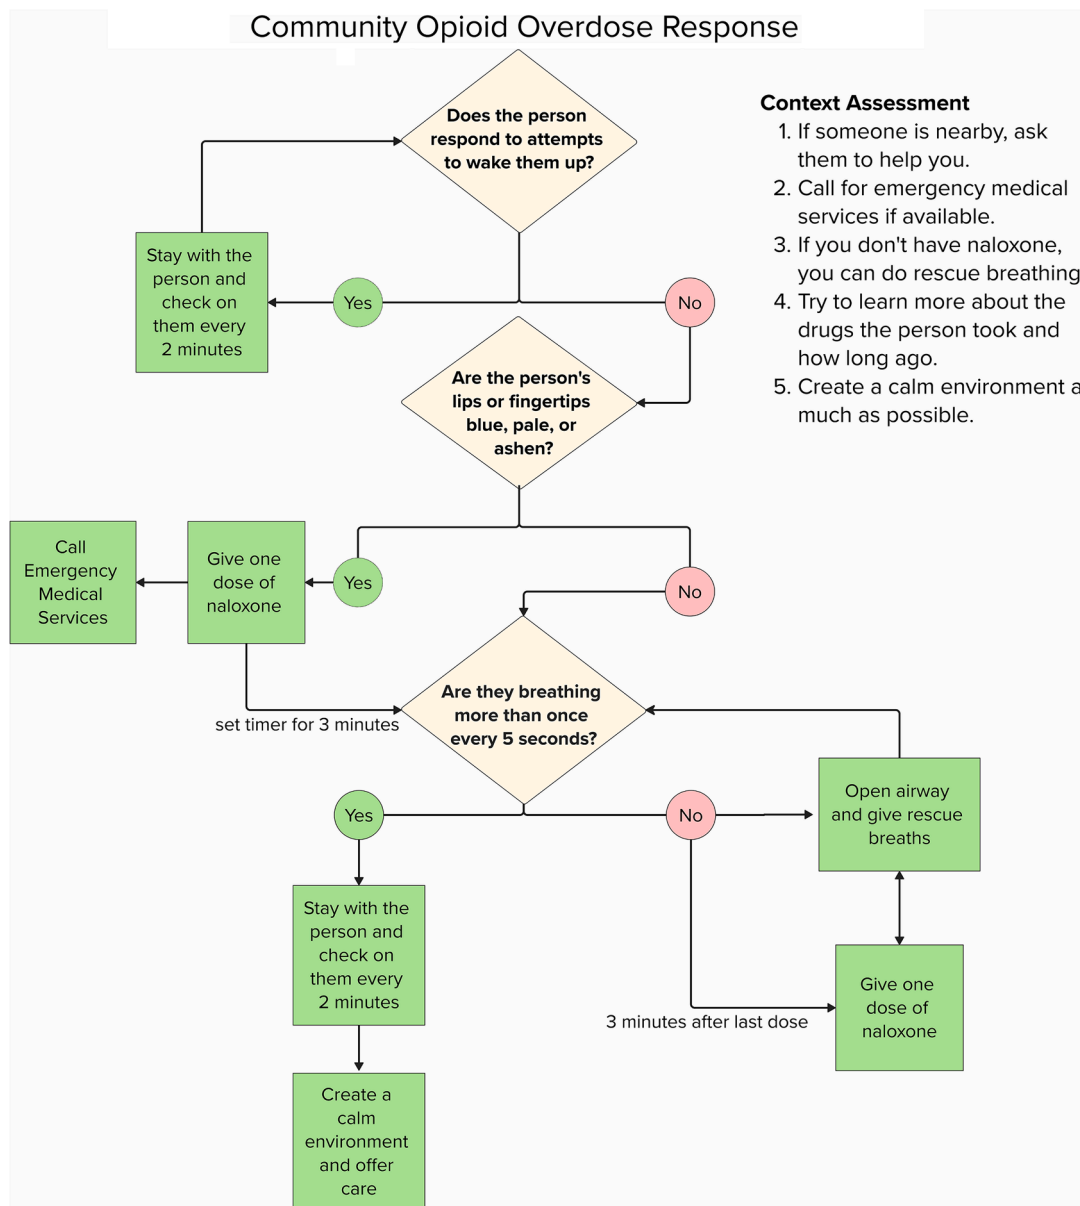 Community Opioid Overdose Response
Does the person
respond to attempts
to wake them up?
Context Assessment
1. If someone is nearby, ask
them to help you.
2. Call for emergency medical
services if available.
3. If you don't have naloxone,
you can do rescue breathing
4. Try to learn more about the
drugs the person took and
how long ago.
5. Create a calm environment a
much as possible.
Stay with the
person and
check on
them every
2 minutes
Yes
No
Are the person's
lips or fingertips
blue, pale, or
ashen?
Call
Emergency
Medical
Services
Give one
dose of
naloxone
Yes
No
set timer for 3 minutes
Are they breathing
more than once
every 5 seconds?
Yes
No
Open airway
and give rescue
breaths
Stay with the
person and
check on
them every
2 minutes
3 minutes after last dose
Give one
dose of
naloxone
Create a
calm
environment
and offer
care